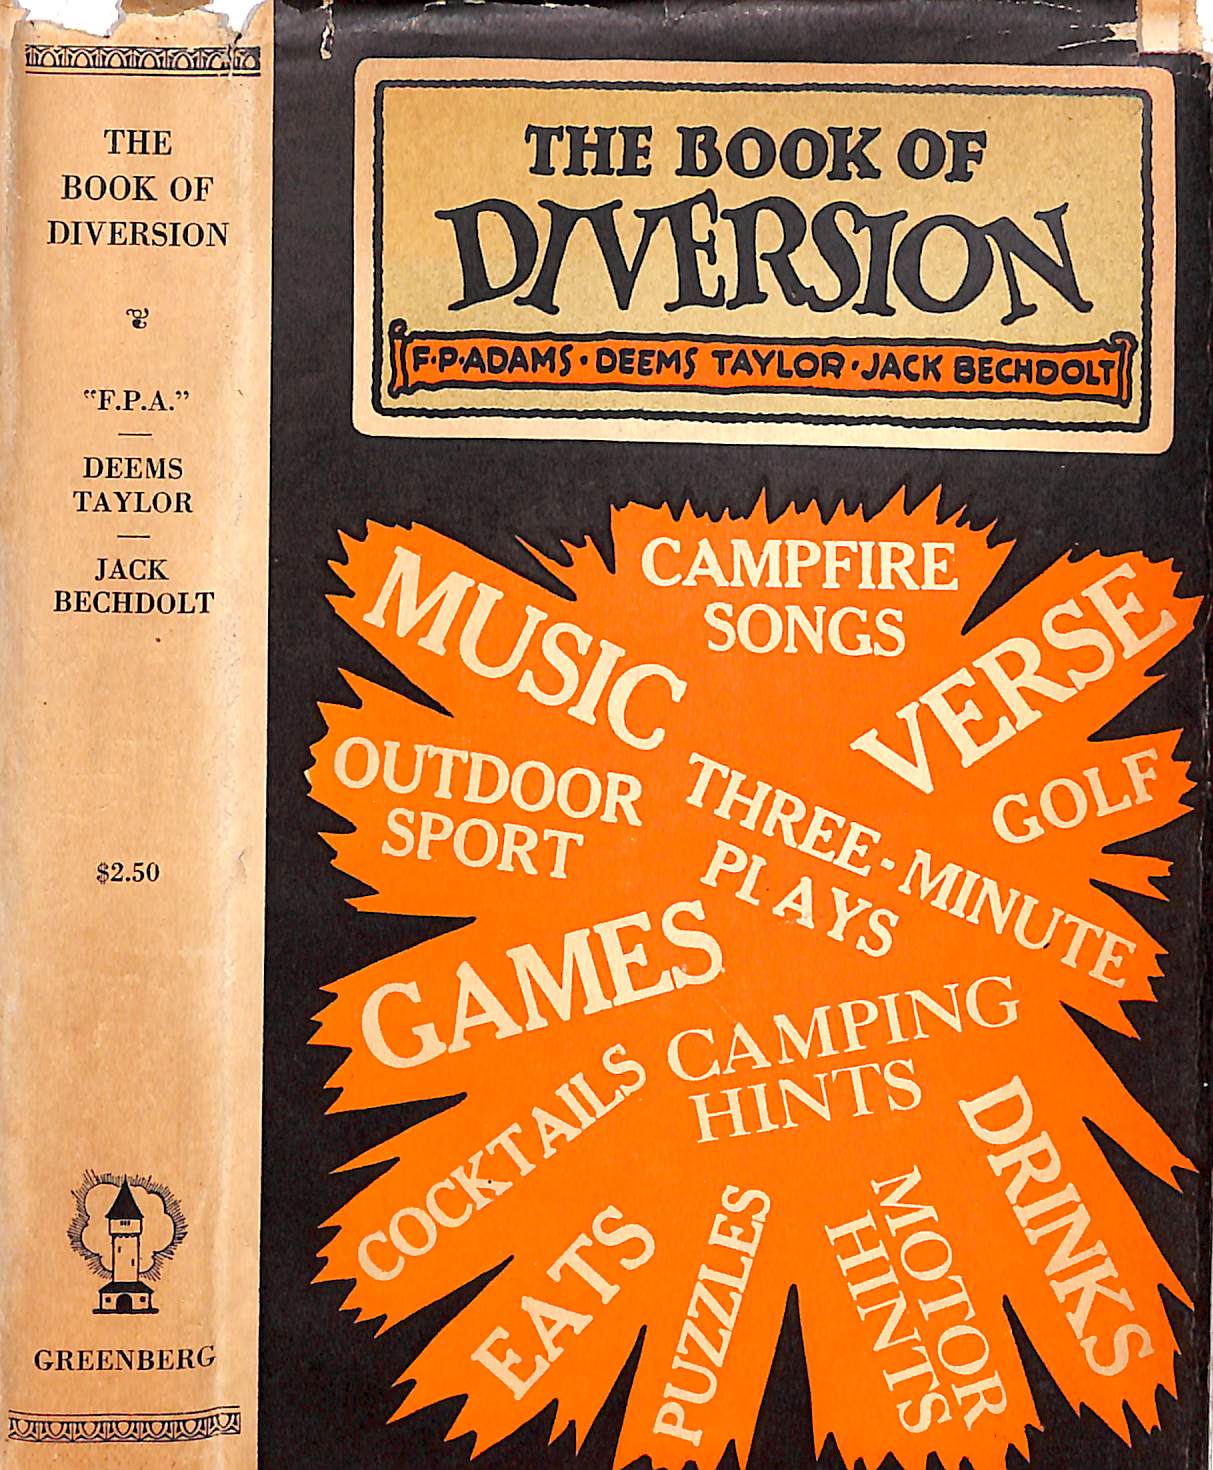 THE
BOOK OF
DIVERSION
"F.P.A."
DEEMS
TAYLOR
JACK
BECHDOLT
$2.50
GREENBERG
THE BOOK OF
DIVERSION
F·P·ADAMS·DEEMS TAYLOR·JACK BECHDOLT
CAMPFIRE
SONGS
MUSIC
VERSE
OUTDOOR
SPORT
GOLF
THREE-MINUTE
PLAYS
GAMES
CAMPING
HINTS
COCKTAILS
DRINKS
EATS
PUZZLES
MOTOR
HINTS